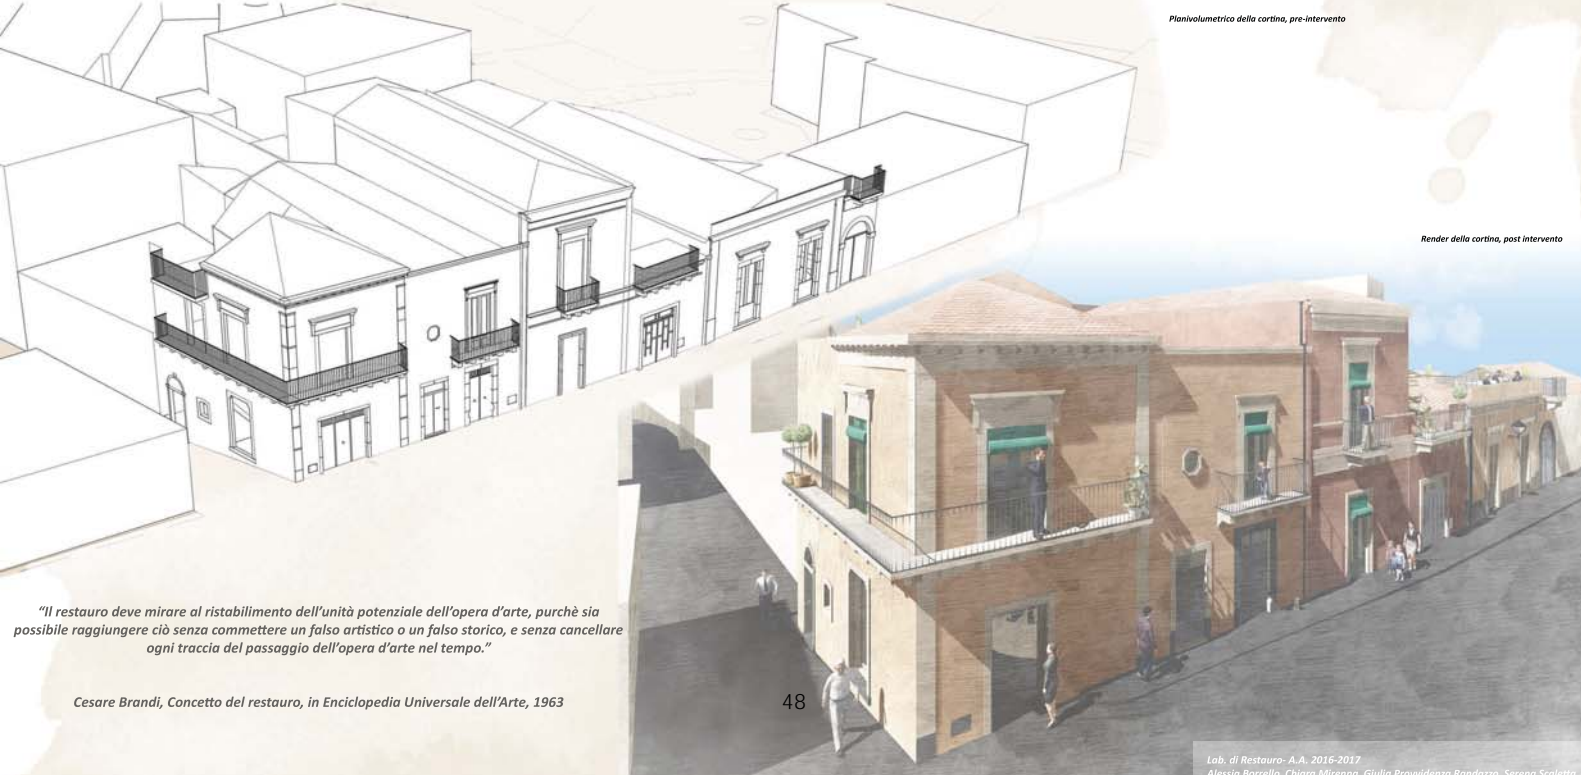 Planivolumetrico della cortina, pre-intervento
Render della cortina, post intervento
“Il restauro deve mirare al ristabilimento dell’unità potenziale dell’opera d’arte, purchè sia
possibile raggiungere ciò senza commettere un falso artistico o un falso storico, e senza cancellare
ogni traccia del passaggio dell’opera d’arte nel tempo.”
Cesare Brandi, Concetto del restauro, in Enciclopedia Universale dell’Arte, 1963
48
Lab. di Restauro- A.A. 2016-2017
Alessia Borrello, Chiara Mirenna, Giulia Provvidenza Randazzo, Serena